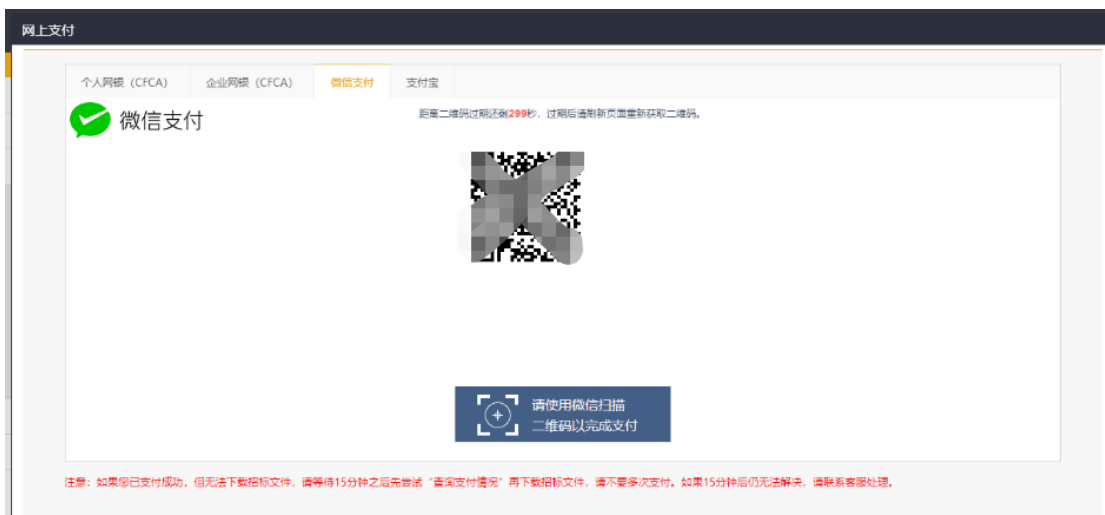 网上支付
个人网银（CFCA） 企业网银（CFCA） 微信支付 支付宝
微信支付
距离二维码过期还剩299秒，过期后请刷新页面重新获取二维码。
请使用微信扫描
二维码以完成支付
注意：如果您已支付成功，但无法下载招标文件，请等待15分钟之后先尝试“查询支付情况”再下载招标文件，请不要多次支付。如果15分钟后仍无法解决，请联系客服处理。